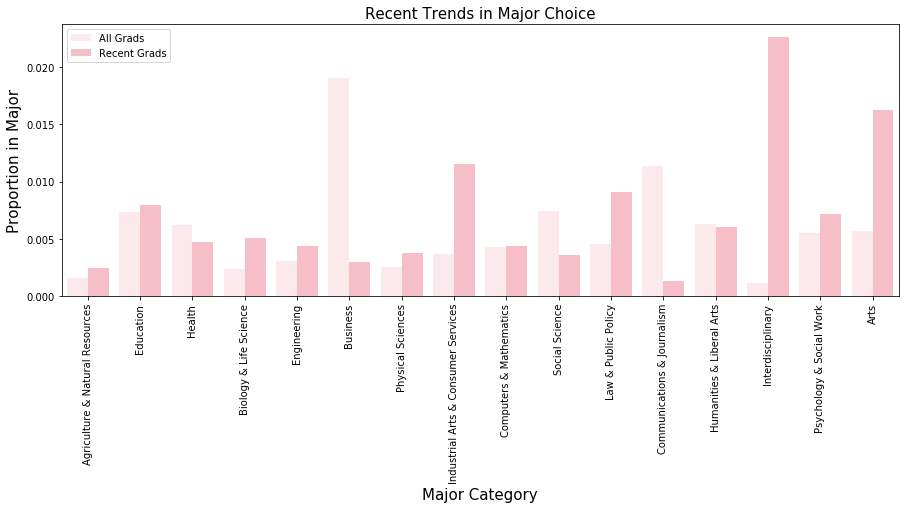 Recent Trends in Major Choice
All Grads
Recent Grads
Proportion in Major
0.020
0.015
0.010
0.005
0.000
Agriculture & Natural Resources
Education
Health
Biology & Life Science
Engineering
Business
Physical Sciences
Industrial Arts & Consumer Services
Computers & Mathematics
Social Science
Law & Public Policy
Communications & Journalism
Humanities & Liberal Arts
Interdisciplinary
Psychology & Social Work
Arts
Major Category